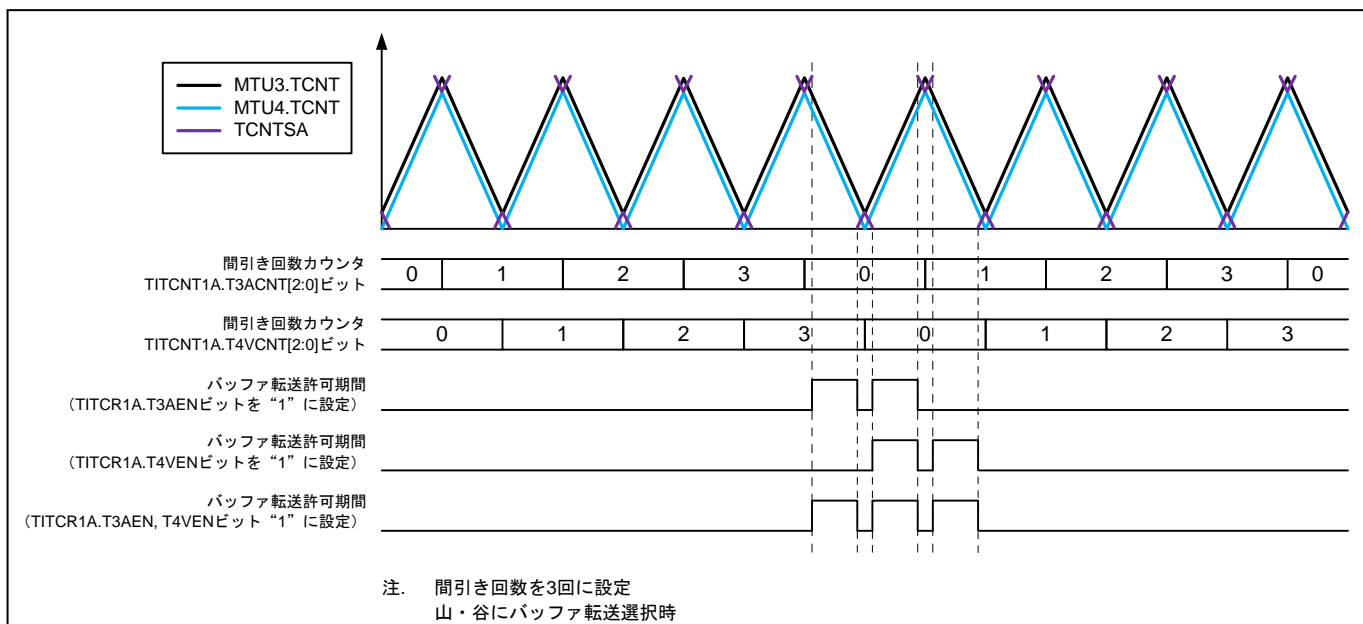 MTU3.TCNT
MTU4.TCNT
TCNTSA
間引き回数カウンタ
TITCNT1A.T3ACNT[2:0]ビット
0 1 2 3 0 1 2 3 0
間引き回数カウンタ
TITCNT1A.T4VCNT[2:0]ビット
0 1 2 3 0 1 2 3
バッファ転送許可期間
（TITCR1A.T3AENビットを“1”に設定）
バッファ転送許可期間
（TITCR1A.T4VENビットを“1”に設定）
バッファ転送許可期間
（TITCR1A.T3AEN, T4VENビット“1”に設定）
注. 間引き回数を3回に設定
山・谷にバッファ転送選択時